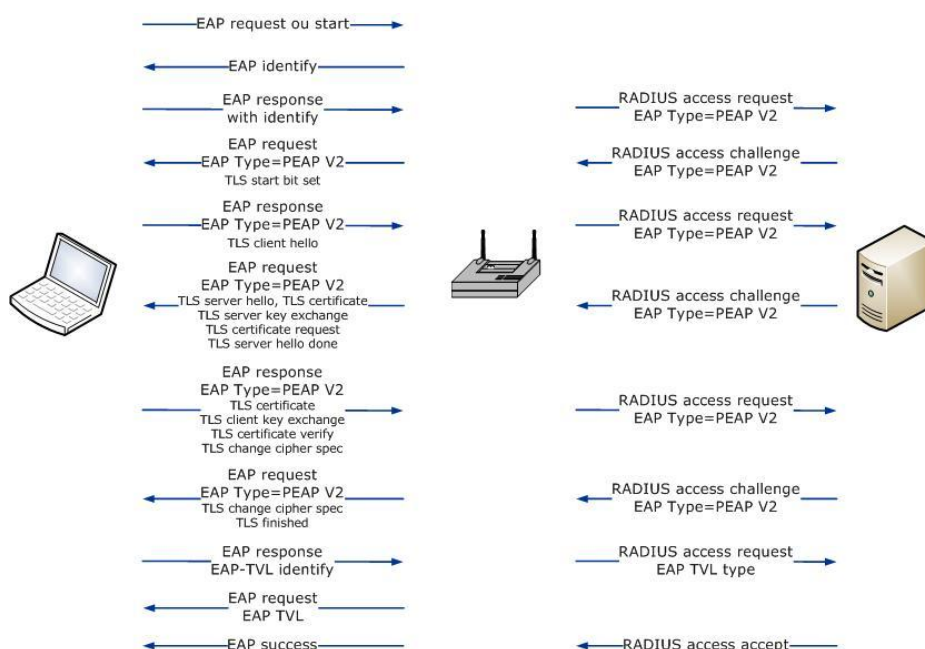 EAP request ou start
EAP identify
EAP response
with identify
RADIUS access request
EAP Type=PEAP V2
EAP request
EAP Type=PEAP V2
TLS start bit set
RADIUS access challenge
EAP Type=PEAP V2
EAP response
EAP Type=PEAP V2
TLS client hello
RADIUS access request
EAP Type=PEAP V2
EAP request
EAP Type=PEAP V2
TLS server hello, TLS certificate
TLS server key exchange
TLS certificate request
TLS server hello done
RADIUS access challenge
EAP Type=PEAP V2
EAP response
EAP Type=PEAP V2
TLS certificate
TLS client key exchange
TLS certificate verify
TLS change cipher spec
RADIUS access request
EAP Type=PEAP V2
EAP request
EAP Type=PEAP V2
TLS change cipher spec
TLS finished
RADIUS access challenge
EAP Type=PEAP V2
EAP response
EAP-TVL identify
RADIUS access request
EAP TVL type
EAP request
EAP TVL
EAP success
RADIUS access accept